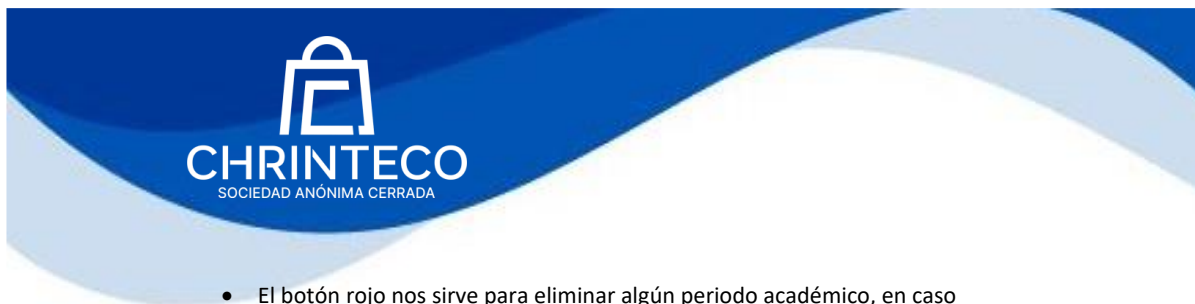 CHRINTECO
SOCIEDAD ANÓNIMA CERRADA
• El botón rojo nos sirve para eliminar algún periodo académico, en caso